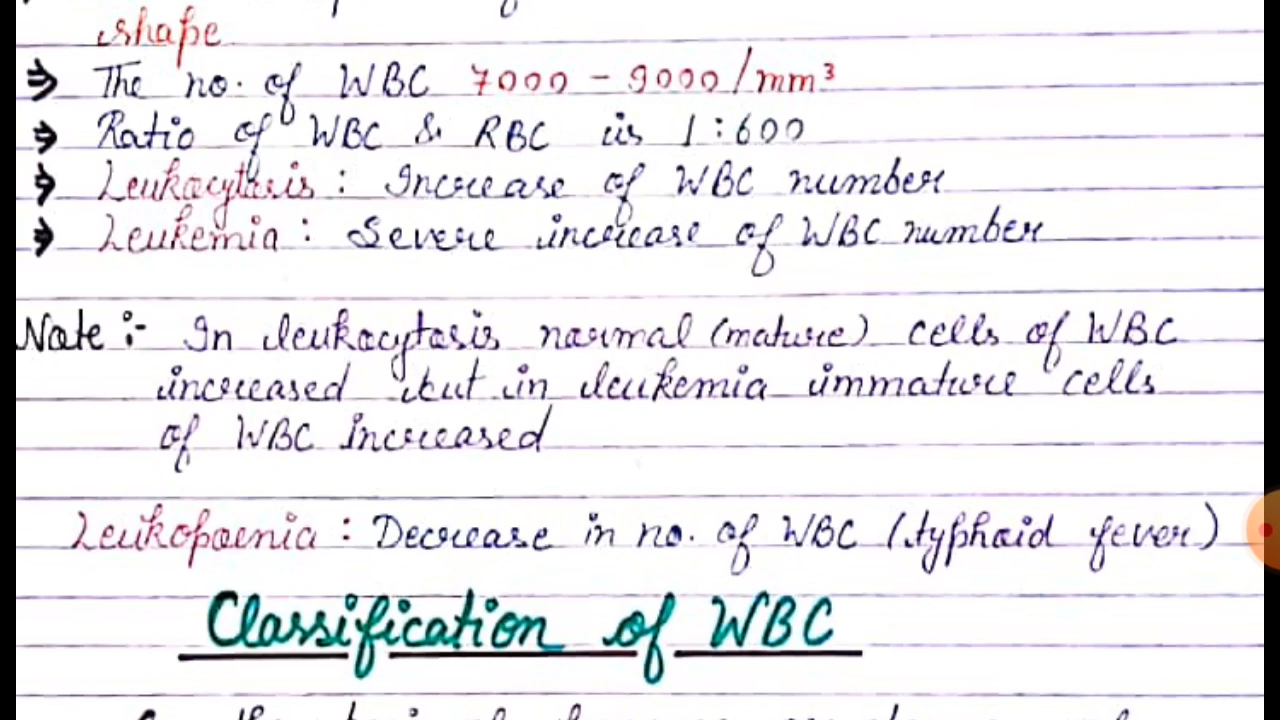 shape
⇒ The no. of WBC 7000 - 9000/mm³
⇒ Ratio of WBC & RBC is 1:600
⇒ Leukocytosis : Increase of WBC number
⇒ Leukemia : Severe increase of WBC number
Note :- In leukocytosis normal (mature) cells of WBC
increased but in leukemia immature cells
of WBC increased
Leukopaenia : Decrease in no. of WBC (typhoid fever)
Classification of WBC